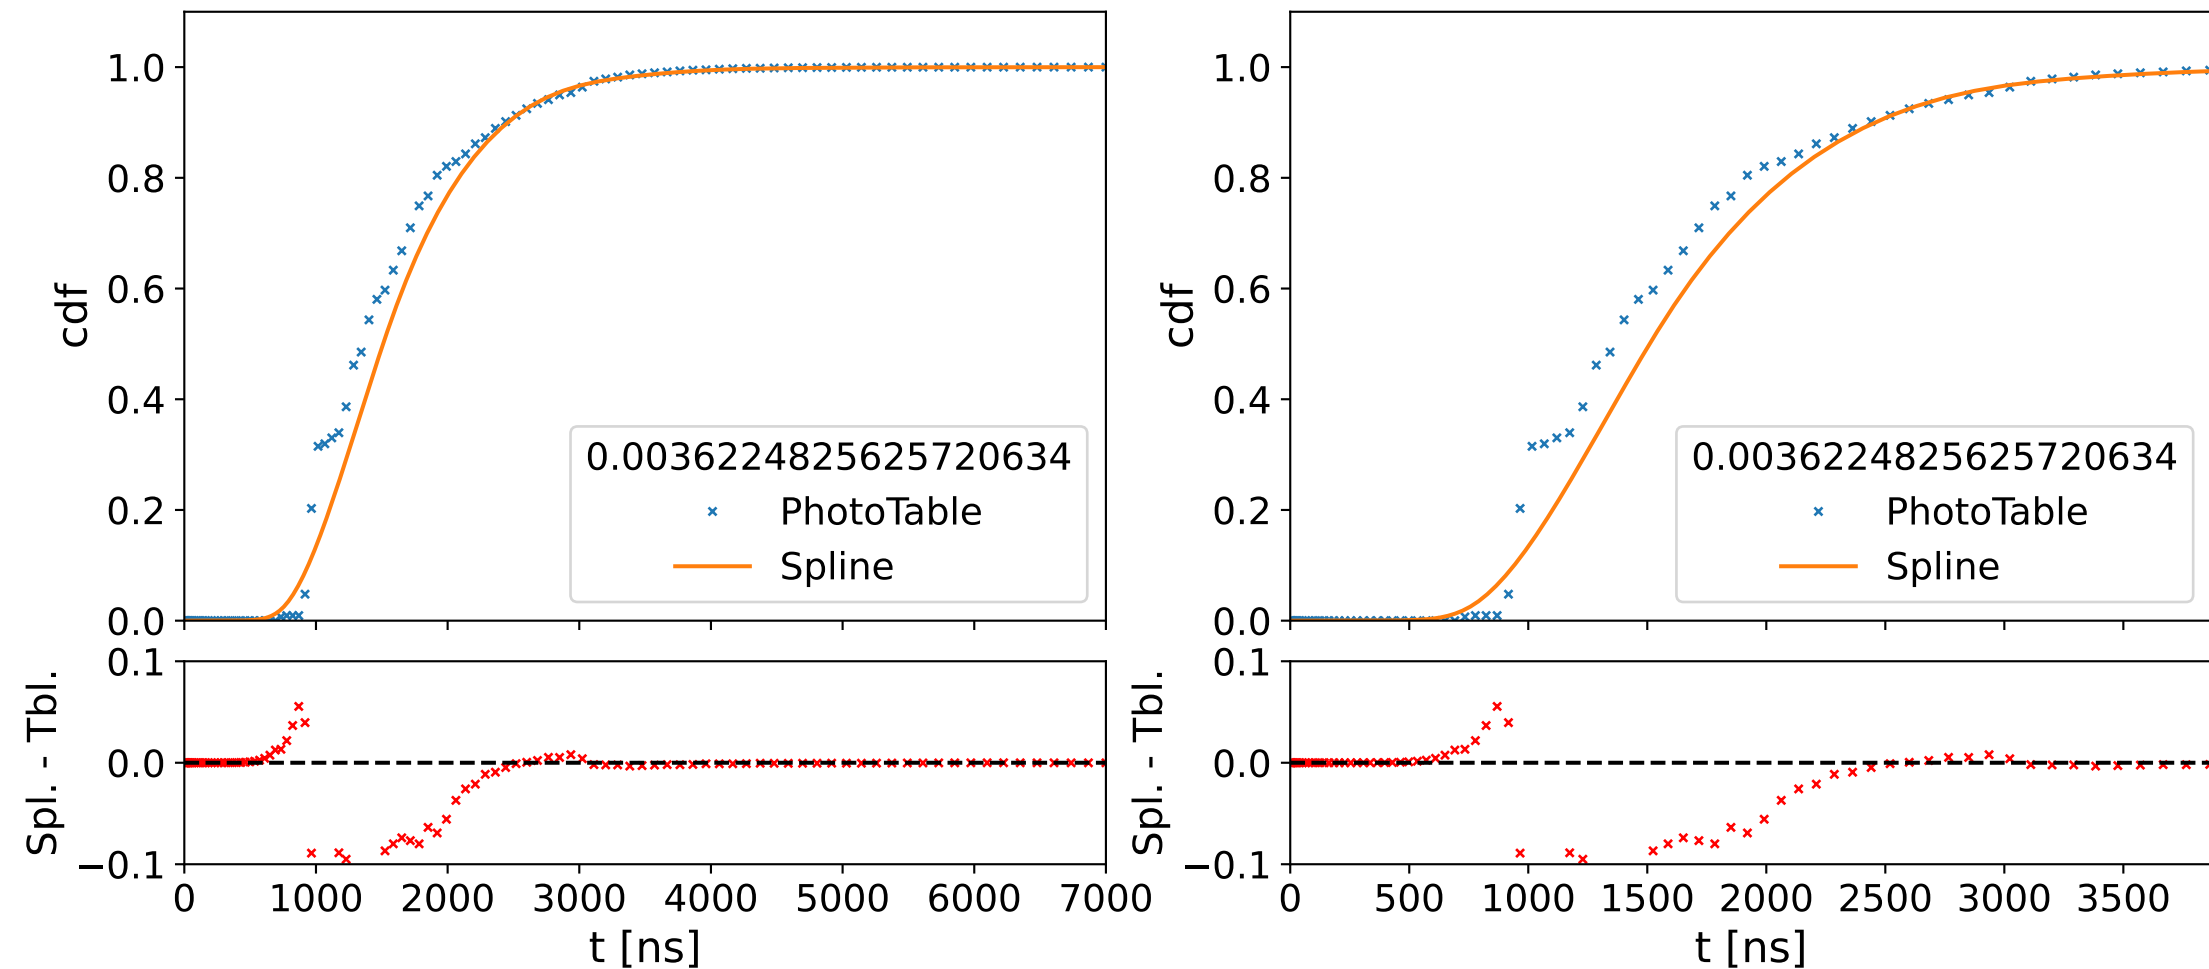 1.0
0.8
0.6
0.4
0.2
0.0
cdf
0.0036224825625720634
PhotoTable
Spline
0.1
0.0
−0.1
Spl. - Tbl.
0 1000 2000 3000 4000 5000 6000 7000
t [ns]
1.0
0.8
0.6
0.4
0.2
0.0
cdf
0.0036224825625720634
PhotoTable
Spline
0.1
0.0
−0.1
Spl. - Tbl.
0 500 1000 1500 2000 2500 3000 3500
t [ns]